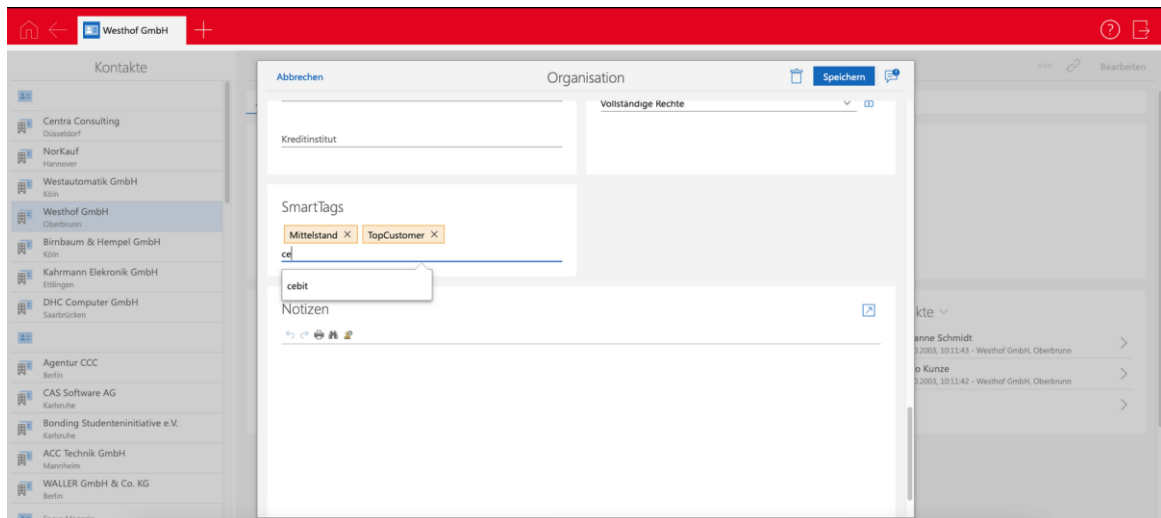 Westhof GmbH
Kontakte
Bearbeiten
Centra Consulting
Düsseldorf
NorKauf
Hannover
Westautomatik GmbH
Köln
Westhof GmbH
Oberbrunn
Birnbaum & Hempel GmbH
Köln
Kahrmann Elekronik GmbH
Ettlingen
DHC Computer GmbH
Saarbrücken
Agentur CCC
Berlin
CAS Software AG
Karlsruhe
Bonding Studenteninitiative e.V.
Karlsruhe
ACC Technik GmbH
Mannheim
WALLER GmbH & Co. KG
Berlin
Abbrechen
Organisation
Speichern
Vollständige Rechte
Kreditinstitut
SmartTags
Mittelstand
TopCustomer
ce
cebit
Notizen
kte
anne Schmidt
0.2003, 10:11:43 - Westhof GmbH, Oberbrunn
o Kunze
0.2003, 10:11:42 - Westhof GmbH, Oberbrunn